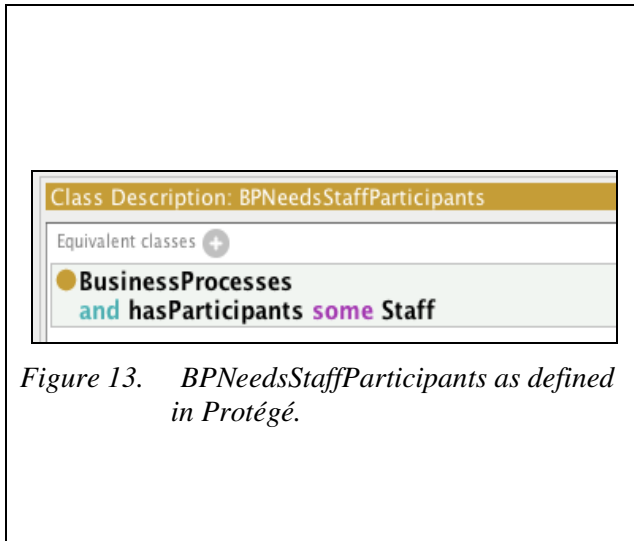 Class Description: BPNeedsStaffParticipants
Equivalent classes
BusinessProcesses
and hasParticipants some Staff
Figure 13. BPNeedsStaffParticipants as defined
in Protégé.